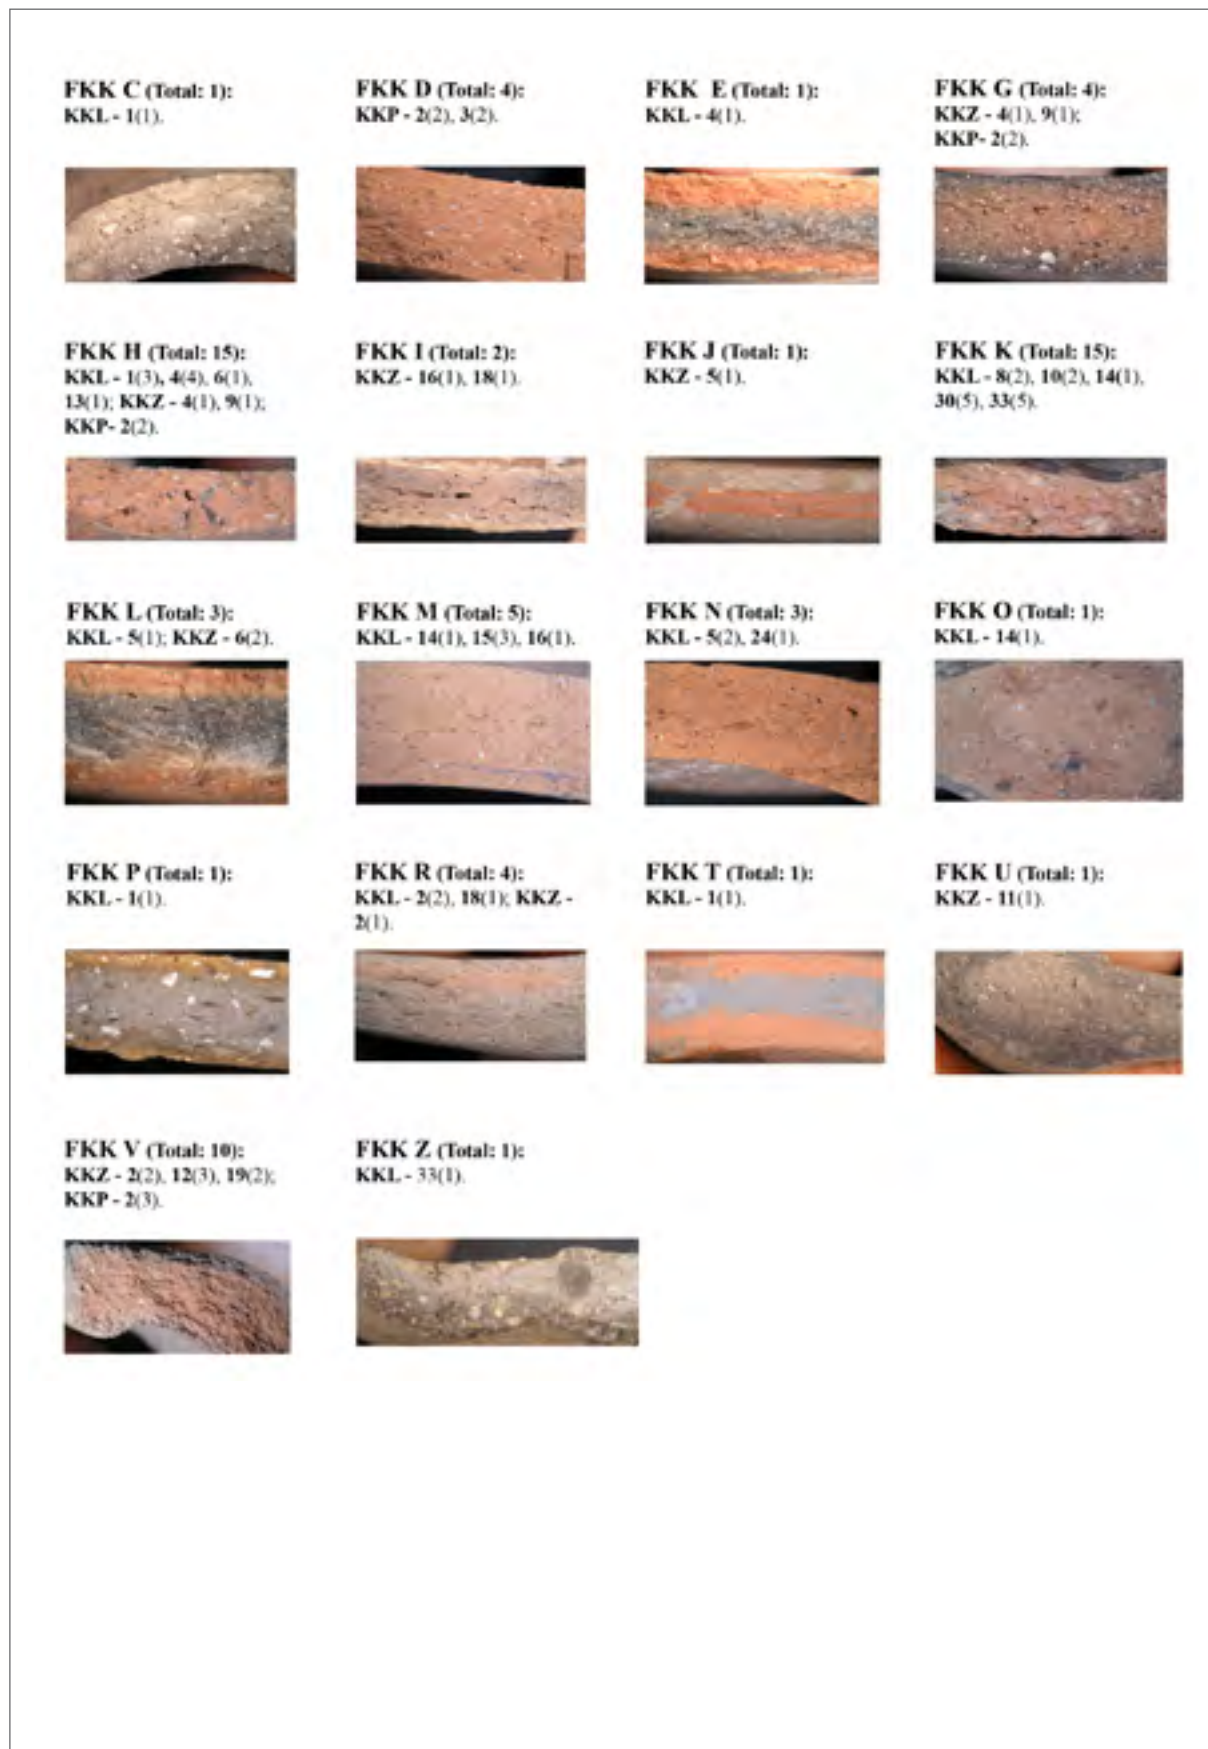 FKK C (Total: 1):
KKL - 1(1).
FKK D (Total: 4):
KKP - 2(2), 3(2).
FKK E (Total: 1):
KKL - 4(1).
FKK G (Total: 4):
KKZ - 4(1), 9(1);
KKP- 2(2).
FKK H (Total: 15):
KKL - 1(3), 4(4), 6(1),
13(1); KKZ - 4(1), 9(1);
KKP- 2(2).
FKK I (Total: 2):
KKZ - 16(1), 18(1).
FKK J (Total: 1):
KKZ - 5(1).
FKK K (Total: 15):
KKL - 8(2), 10(2), 14(1),
30(5), 33(5).
FKK L (Total: 3):
KKL - 5(1); KKZ - 6(2).
FKK M (Total: 5):
KKL - 14(1), 15(3), 16(1).
FKK N (Total: 3):
KKL - 5(2), 24(1).
FKK O (Total: 1):
KKL - 14(1).
FKK P (Total: 1):
KKL - 1(1).
FKK R (Total: 4):
KKL - 2(2), 18(1); KKZ -
2(1).
FKK T (Total: 1):
KKL - 1(1).
FKK U (Total: 1):
KKZ - 11(1).
FKK V (Total: 10):
KKZ - 2(2), 12(3), 19(2);
KKP - 2(3).
FKK Z (Total: 1):
KKL - 33(1).